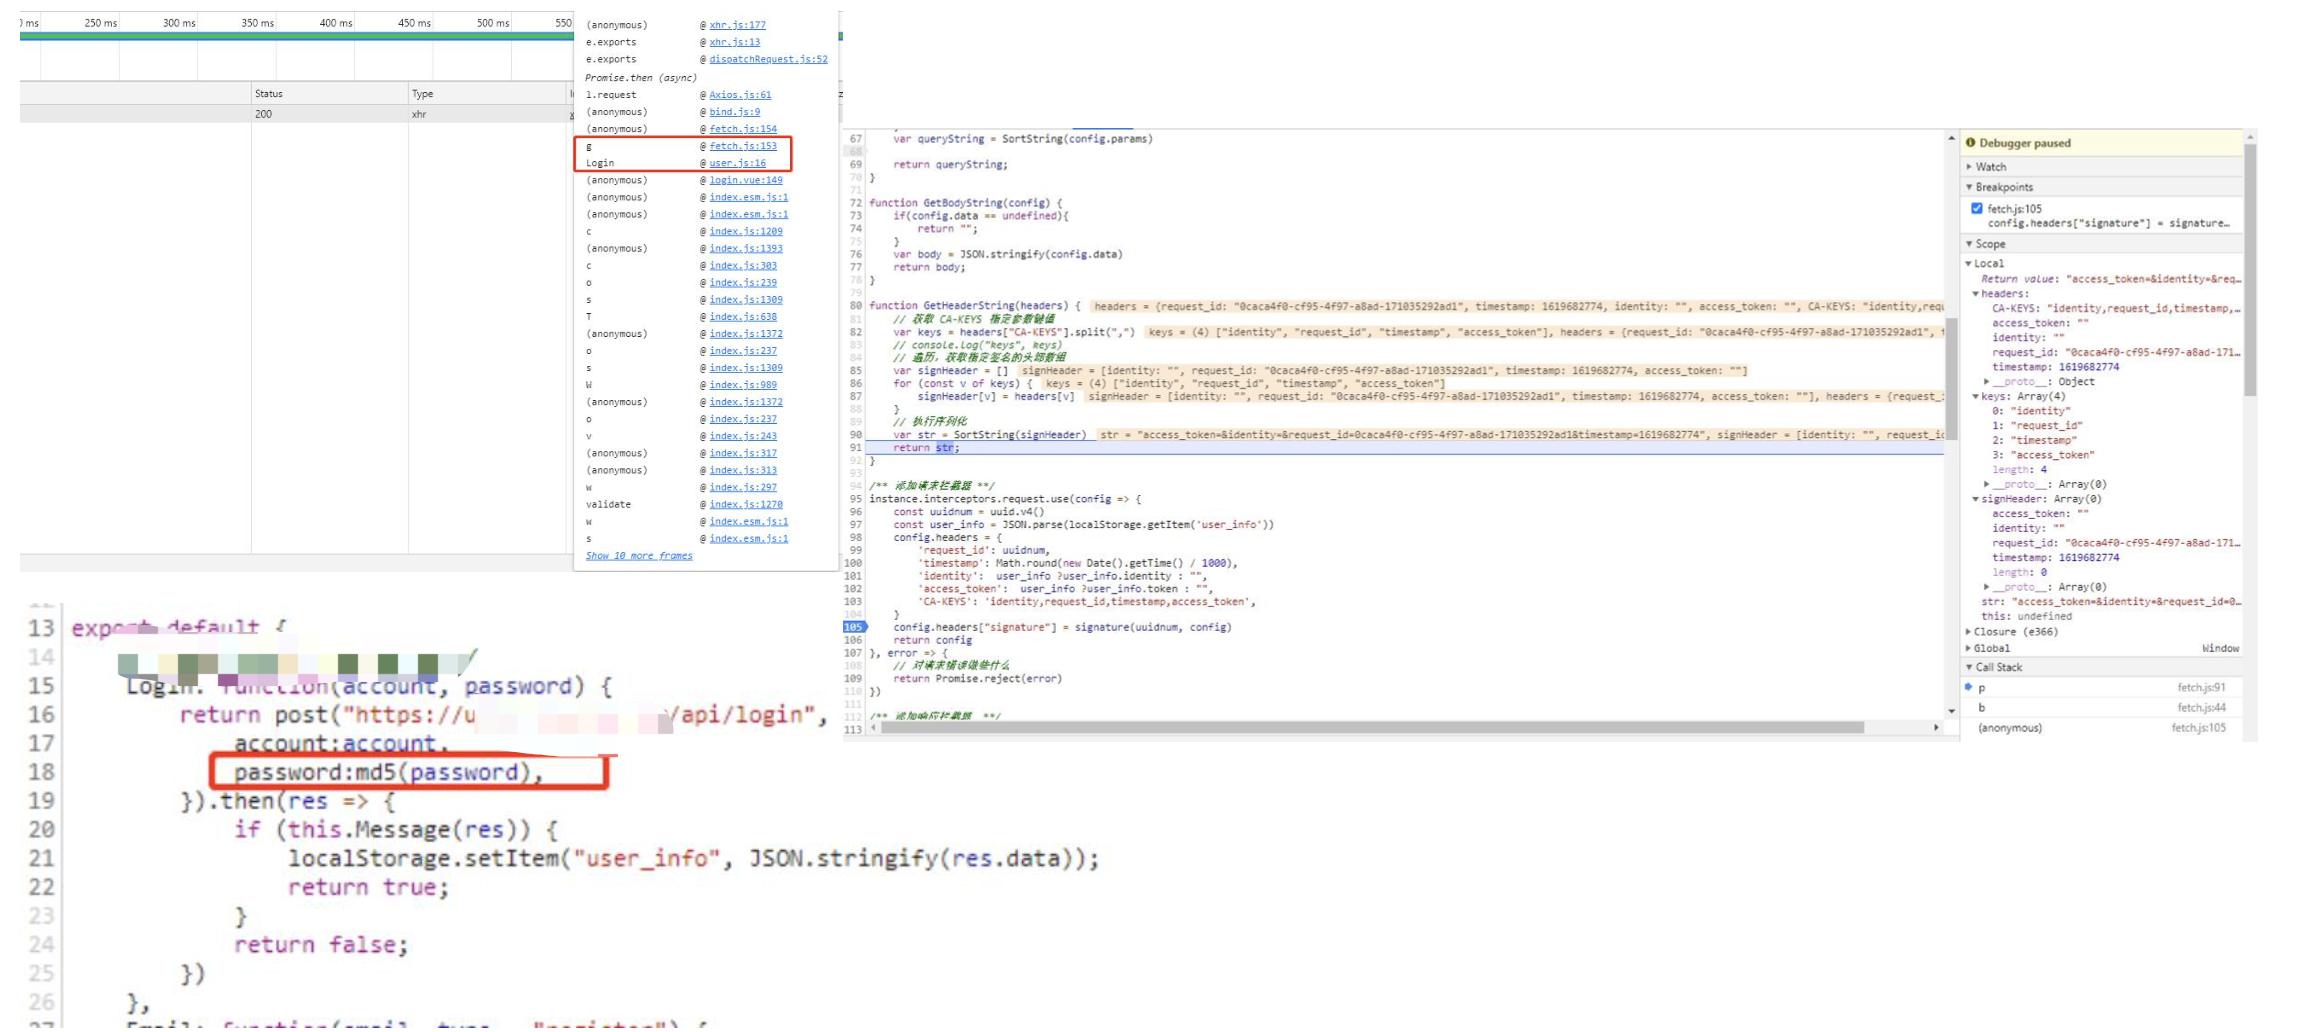 250 ms
300 ms
350 ms
400 ms
450 ms
500 ms
550
Status
Type
200
xhr
(anonymous) @ xhr.js:177
e.exports @ xhr.js:13
e.exports @ dispatchRequest.js:52
Promise.then (async)
l.request @ Axios.js:61
(anonymous) @ bind.js:9
(anonymous) @ fetch.js:154
g @ fetch.js:153
Login @ user.js:16
(anonymous) @ login.vue:149
(anonymous) @ index.esm.js:1
(anonymous) @ index.esm.js:1
c @ index.js:1209
(anonymous) @ index.js:1393
c @ index.js:303
o @ index.js:239
s @ index.js:1309
T @ index.js:638
(anonymous) @ index.js:1372
o @ index.js:237
s @ index.js:1309
W @ index.js:989
(anonymous) @ index.js:1372
o @ index.js:237
v @ index.js:243
(anonymous) @ index.js:317
(anonymous) @ index.js:313
w @ index.js:297
validate @ index.js:1270
w @ index.esm.js:1
s @ index.esm.js:1
Show 10 more frames
67 var queryString = SortString(config.params)
68
69 return queryString;
70 }
71
72 function GetBodyString(config) {
73 if(config.data == undefined){
74 return "";
75 }
76 var body = JSON.stringify(config.data)
77 return body;
78 }
79
80 function GetHeaderString(headers) { headers = {request_id: "0caca4f0-cf95-4f97-a8ad-171035292ad1", timestamp: 1619682774, identity: "", access_token: "", CA-KEYS: "identity,requ
81 // 获取 CA-KEYS 指定参数键值
82 var keys = headers["CA-KEYS"].split(",") keys = (4) ["identity", "request_id", "timestamp", "access_token"], headers = {request_id: "0caca4f0-cf95-4f97-a8ad-171035292ad1", t
83 // console.log("keys", keys)
84 // 遍历，获取指定签名的头部数组
85 var signHeader = [] signHeader = [identity: "", request_id: "0caca4f0-cf95-4f97-a8ad-171035292ad1", timestamp: 1619682774, access_token: ""]
86 for (const v of keys) { keys = (4) ["identity", "request_id", "timestamp", "access_token"]
87 signHeader[v] = headers[v] signHeader = [identity: "", request_id: "0caca4f0-cf95-4f97-a8ad-171035292ad1", timestamp: 1619682774, access_token: ""], headers = {request_:
88 }
89 // 执行序列化
90 var str = SortString(signHeader) str = "access_token=&identity=&request_id=0caca4f0-cf95-4f97-a8ad-171035292ad1&timestamp=1619682774", signHeader = [identity: "", request_id
91 return str;
92 }
93
94 /** 添加请求拦截器 **/
95 instance.interceptors.request.use(config => {
96 const uuidnum = uuid.v4()
97 const user_info = JSON.parse(localStorage.getItem('user_info'))
98 config.headers = {
99 'request_id': uuidnum,
100 'timestamp': Math.round(new Date().getTime() / 1000),
101 'identity': user_info ?user_info.identity : "",
102 'access_token': user_info ?user_info.token : "",
103 'CA-KEYS': 'identity,request_id,timestamp,access_token',
104 }
105 config.headers["signature"] = signature(uuidnum, config)
106 return config
107 }, error => {
108 // 对请求错误做些什么
109 return Promise.reject(error)
110 })
111
112 /** 添加响应拦截器 **/
113
Debugger paused
Watch
Breakpoints
fetch.js:105
config.headers["signature"] = signature…
Scope
Local
Return value: "access_token=&identity=&req…
headers:
CA-KEYS: "identity,request_id,timestamp,…
access_token: ""
identity: ""
request_id: "0caca4f0-cf95-4f97-a8ad-171…
timestamp: 1619682774
__proto__: Object
keys: Array(4)
0: "identity"
1: "request_id"
2: "timestamp"
3: "access_token"
length: 4
__proto__: Array(0)
signHeader: Array(0)
access_token: ""
identity: ""
request_id: "0caca4f0-cf95-4f97-a8ad-171…
timestamp: 1619682774
length: 0
__proto__: Array(0)
str: "access_token=&identity=&request_id=0…
this: undefined
Closure (e366)
Global Window
Call Stack
p fetch.js:91
b fetch.js:44
(anonymous) fetch.js:105
13 export default {
14
15 Login: function(account, password) {
16 return post("https://u /api/login",
17 account:account,
18 password:md5(password),
19 }).then(res => {
20 if (this.Message(res)) {
21 localStorage.setItem("user_info", JSON.stringify(res.data));
22 return true;
23 }
24 return false;
25 })
26 },